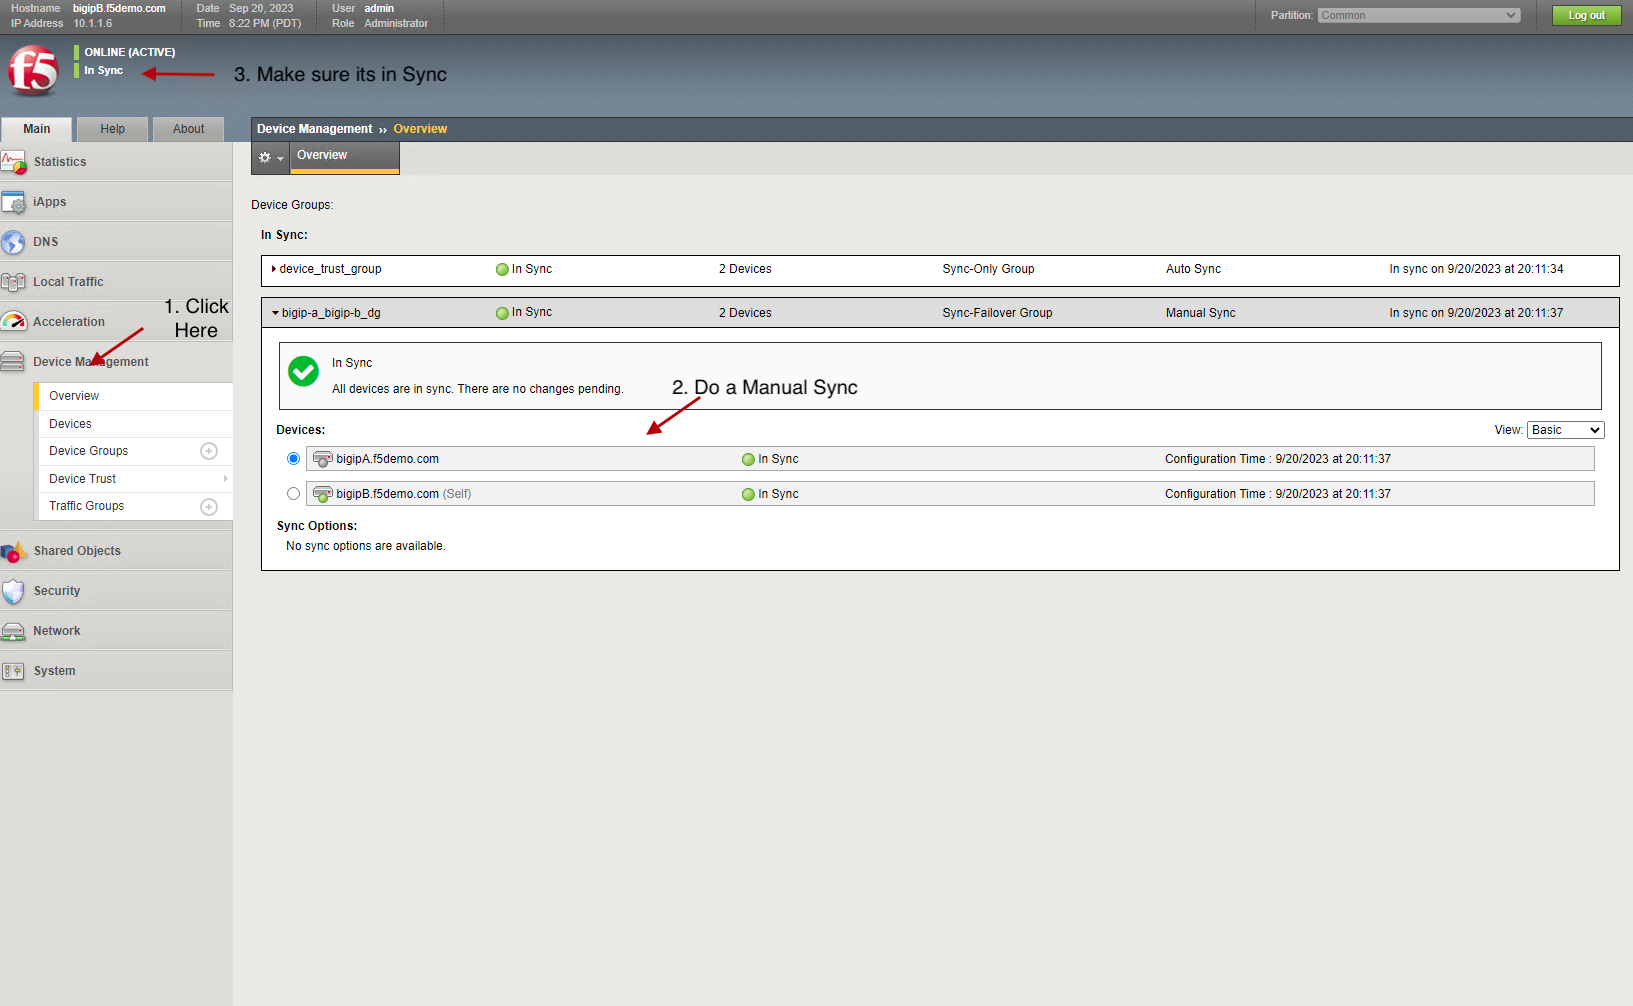 Hostname bigipB.f5demo.com Date Sep 20, 2023 User admin
IP Address 10.1.1.6 Time 8:22 PM (PDT) Role Administrator
Partition: Common
Log out
f5
ONLINE (ACTIVE)
In Sync
3. Make sure its in Sync
Main Help About
Device Management ›› Overview
Overview
Statistics
iApps
DNS
Local Traffic
Acceleration
1. Click
Here
Device Management
Overview
Devices
Device Groups
Device Trust
Traffic Groups
Shared Objects
Security
Network
System
Device Groups:
In Sync:
device_trust_group In Sync 2 Devices Sync-Only Group Auto Sync In sync on 9/20/2023 at 20:11:34
bigip-a_bigip-b_dg In Sync 2 Devices Sync-Failover Group Manual Sync In sync on 9/20/2023 at 20:11:37
In Sync
All devices are in sync. There are no changes pending.
2. Do a Manual Sync
Devices: View: Basic
bigipA.f5demo.com In Sync Configuration Time : 9/20/2023 at 20:11:37
bigipB.f5demo.com (Self) In Sync Configuration Time : 9/20/2023 at 20:11:37
Sync Options:
No sync options are available.